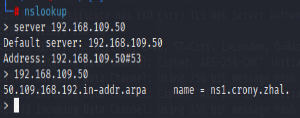 └─# nslookup
> server 192.168.109.50
Default server: 192.168.109.50
Address: 192.168.109.50#53
> 192.168.109.50
50.109.168.192.in-addr.arpa name = ns1.crony.zhal.
>